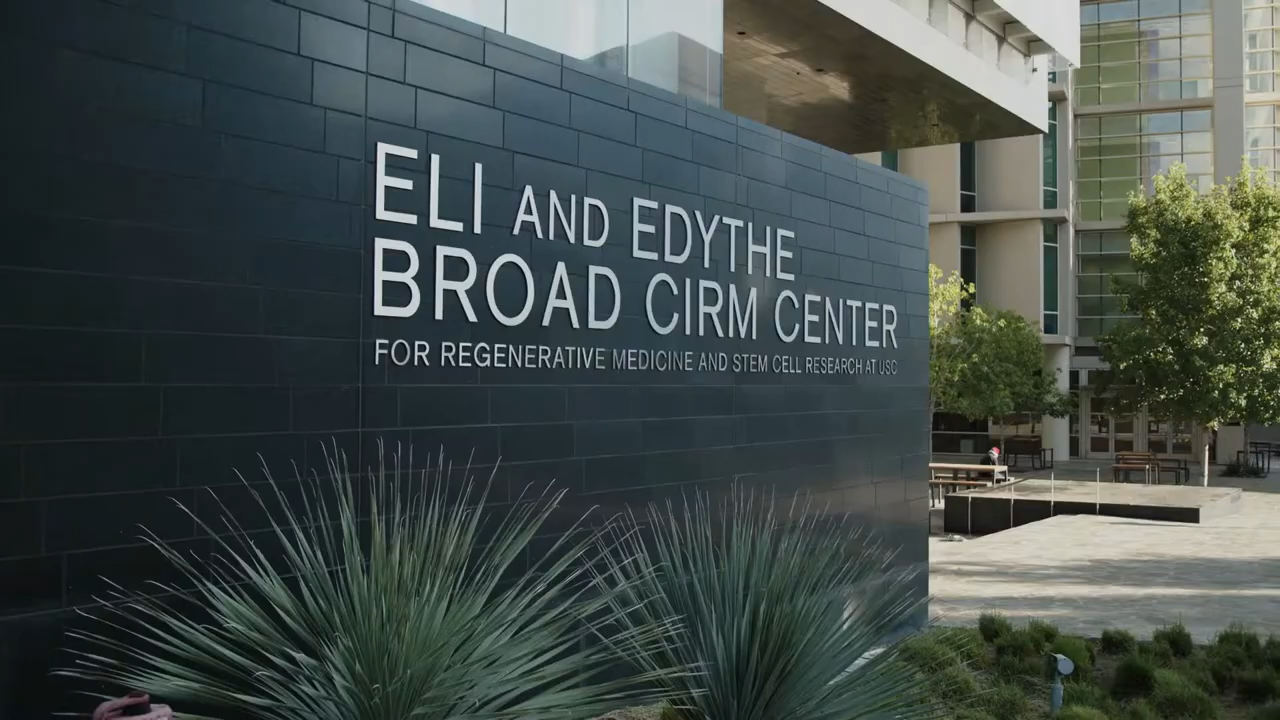 ELI AND EDYTHE
BROAD CIRM CENTER
FOR REGENERATIVE MEDICINE AND STEM CELL RESEARCH AT USC